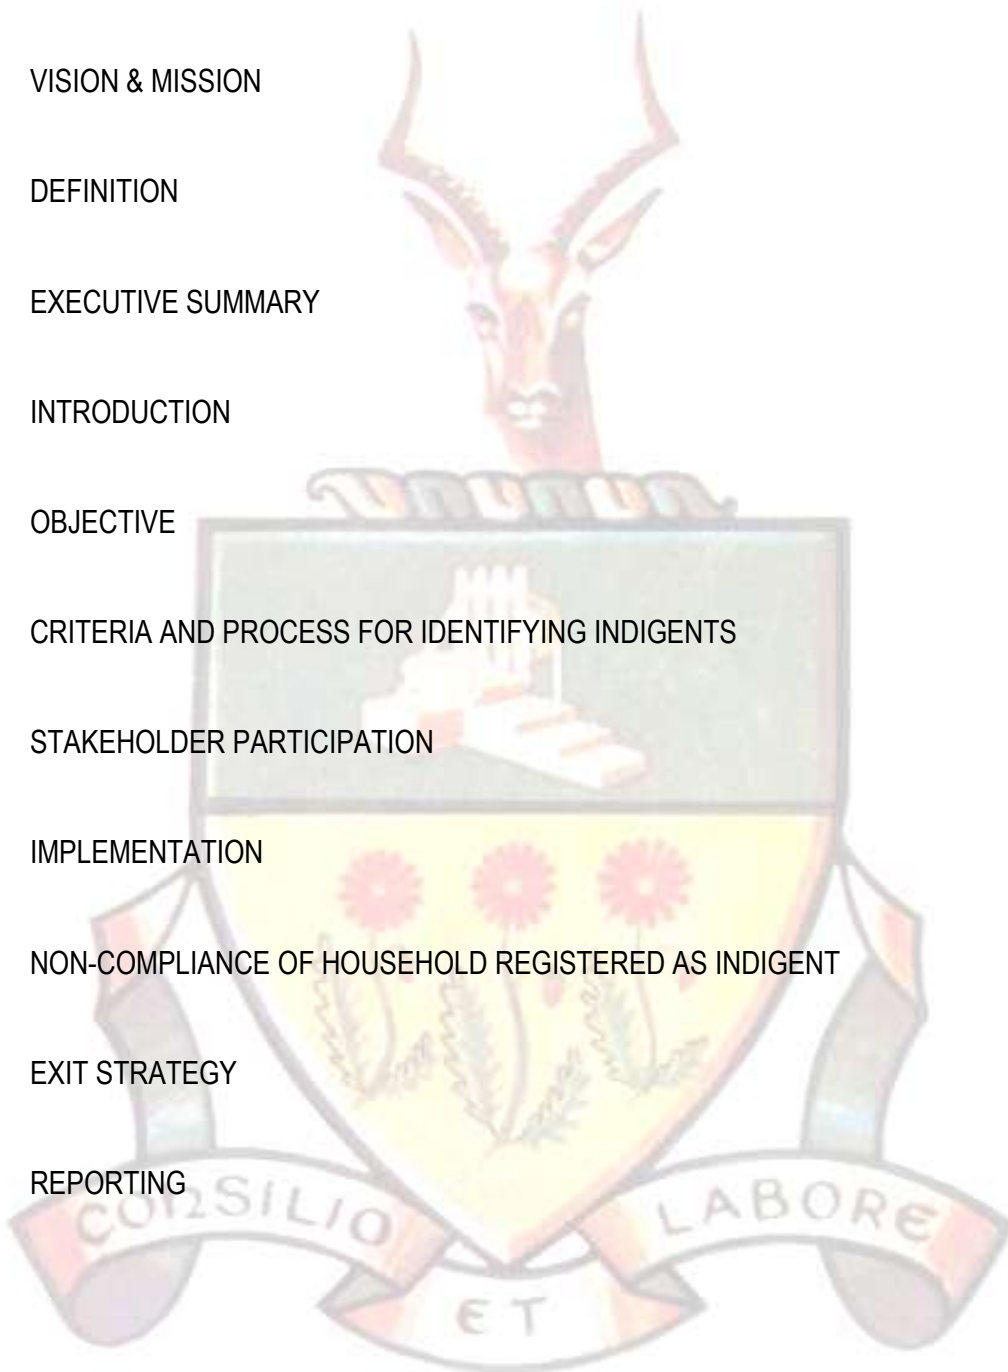 VISION & MISSION
DEFINITION
EXECUTIVE SUMMARY
INTRODUCTION
OBJECTIVE
CRITERIA AND PROCESS FOR IDENTIFYING INDIGENTS
STAKEHOLDER PARTICIPATION
IMPLEMENTATION
NON-COMPLIANCE OF HOUSEHOLD REGISTERED AS INDIGENT
EXIT STRATEGY
REPORTING
CONSILIO LABORE
ET